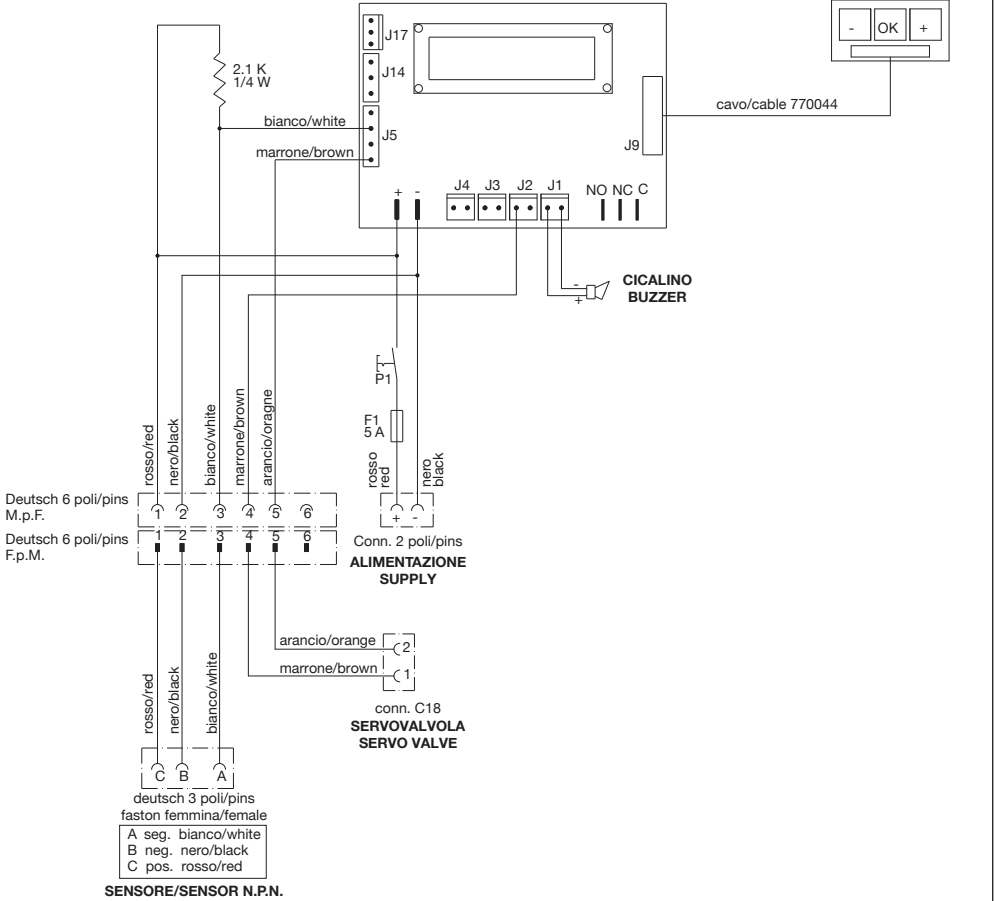 - OK +
J17
J14
2.1 K
1/4 W
bianco/white
J5
marrone/brown
cavo/cable 770044
J9
+ -
J4 J3 J2 J1
NO NC C
CICALINO
BUZZER
-
+
P1
F1
5 A
rosso/red
nero/black
bianco/white
marrone/brown
arancio/oragne
rosso
red
nero
black
Deutsch 6 poli/pins
M.p.F.
1 2 3 4 5 6
+ -
Deutsch 6 poli/pins
F.p.M.
1 2 3 4 5 6
Conn. 2 poli/pins
ALIMENTAZIONE
SUPPLY
arancio/orange
2
marrone/brown
1
conn. C18
SERVOVALVOLA
SERVO VALVE
rosso/red
nero/black
bianco/white
C B A
deutsch 3 poli/pins
faston femmina/female
A seg. bianco/white
B neg. nero/black
C pos. rosso/red
SENSORE/SENSOR N.P.N.